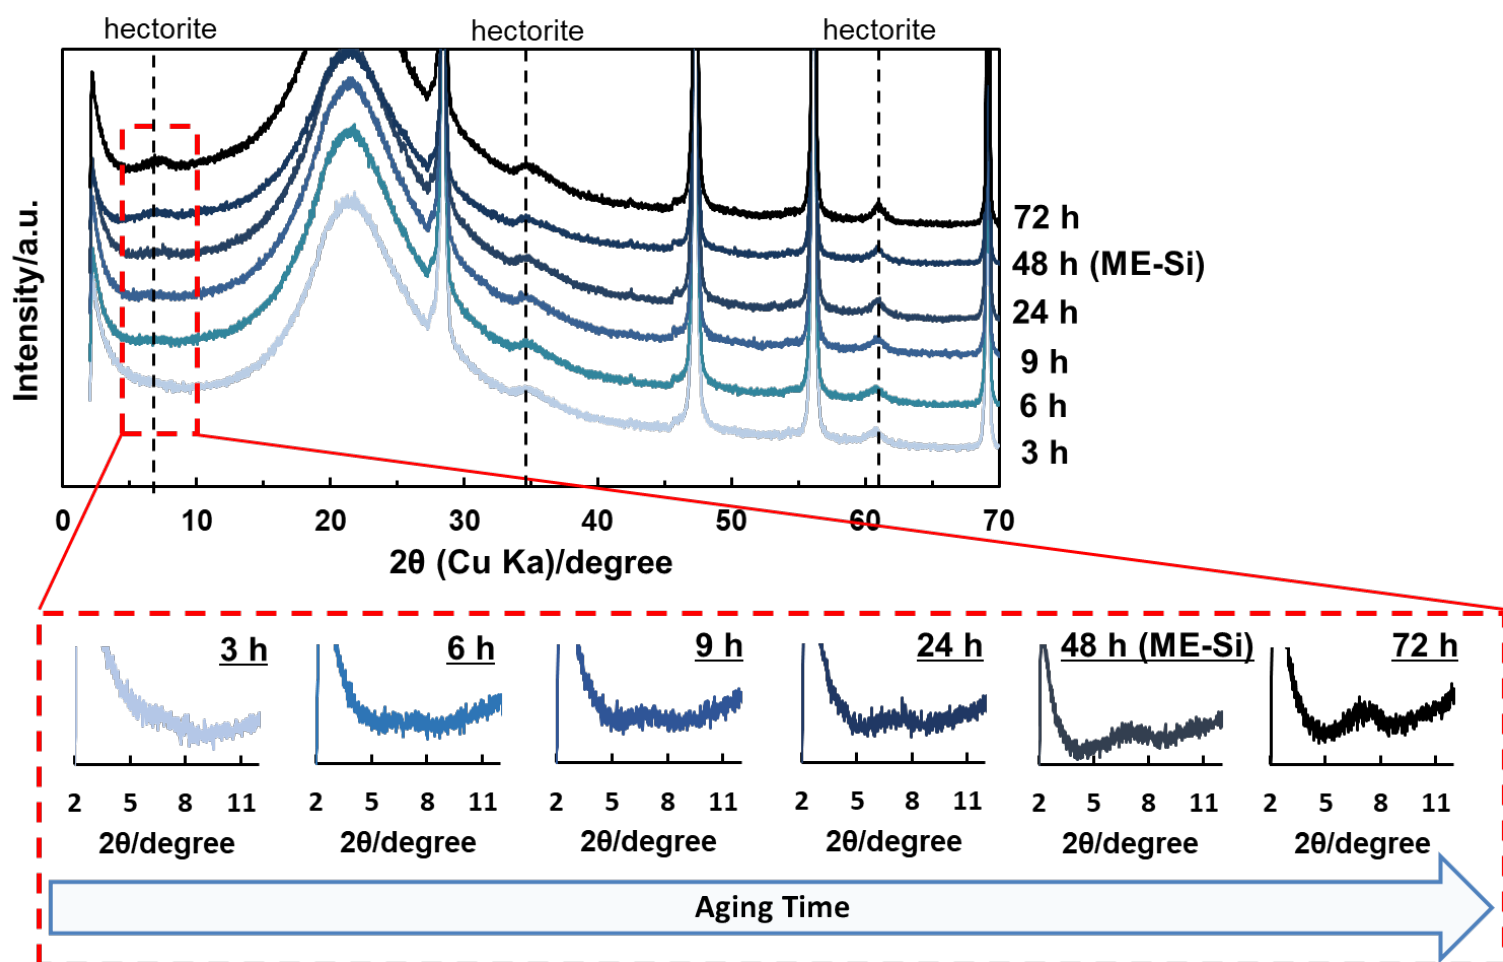 hectorite
hectorite
hectorite
Intensity/a.u.
72 h
48 h (ME-Si)
24 h
9 h
6 h
3 h
0 10 20 30 40 50 60 70
2θ (Cu Ka)/degree
3 h
6 h
9 h
24 h
48 h (ME-Si)
72 h
2 5 8 11
2 5 8 11
2 5 8 11
2 5 8 11
2 5 8 11
2 5 8 11
2θ/degree
2θ/degree
2θ/degree
2θ/degree
2θ/degree
2θ/degree
Aging Time